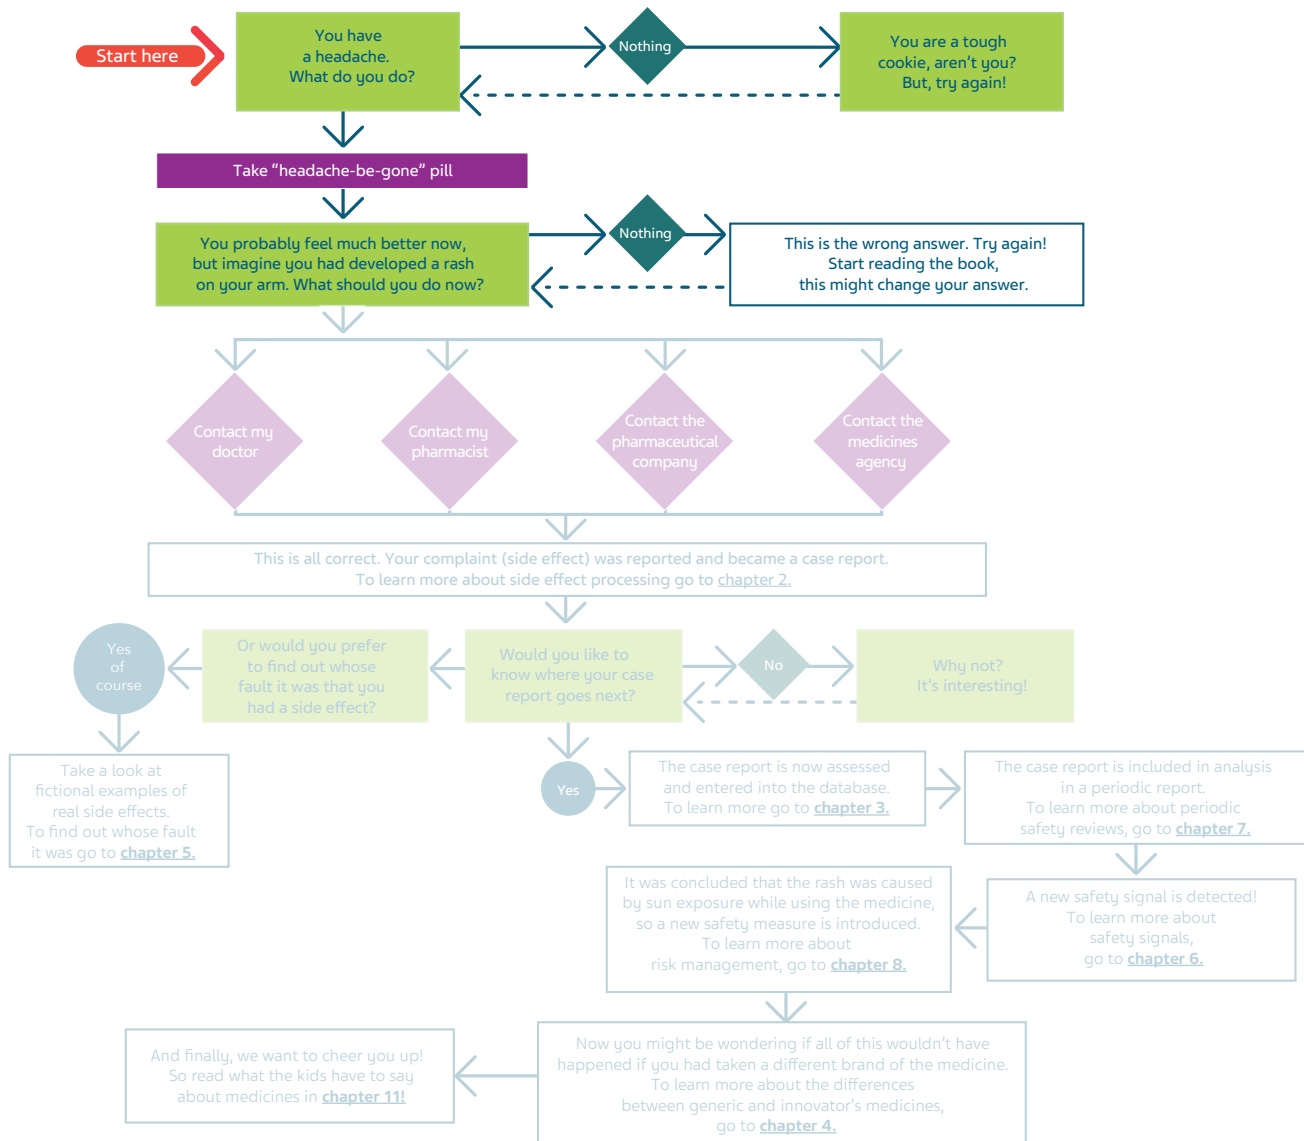 Start here
You have
a headache.
What do you do?
Nothing
You are a tough
cookie, aren't you?
But, try again!
Take “headache-be-gone” pill
You probably feel much better now,
but imagine you had developed a rash
on your arm. What should you do now?
Nothing
This is the wrong answer. Try again!
Start reading the book,
this might change your answer.
Contact my
doctor
Contact my
pharmacist
Contact the
pharmaceutical
company
Contact the
medicines
agency
This is all correct. Your complaint (side effect) was reported and became a case report.
To learn more about side effect processing go to chapter 2.
Yes
of
course
Or would you prefer
to find out whose
fault it was that you
had a side effect?
Would you like to
know where your case
report goes next?
No
Why not?
It's interesting!
Take a look at
fictional examples of
real side effects.
To find out whose fault
it was go to chapter 5.
Yes
The case report is now assessed
and entered into the database.
To learn more go to chapter 3.
The case report is included in analysis
in a periodic report.
To learn more about periodic
safety reviews, go to chapter 7.
A new safety signal is detected!
To learn more about
safety signals,
go to chapter 6.
It was concluded that the rash was caused
by sun exposure while using the medicine,
so a new safety measure is introduced.
To learn more about
risk management, go to chapter 8.
Now you might be wondering if all of this wouldn't have
happened if you had taken a different brand of the medicine.
To learn more about the differences
between generic and innovator's medicines,
go to chapter 4.
And finally, we want to cheer you up!
So read what the kids have to say
about medicines in chapter 11!